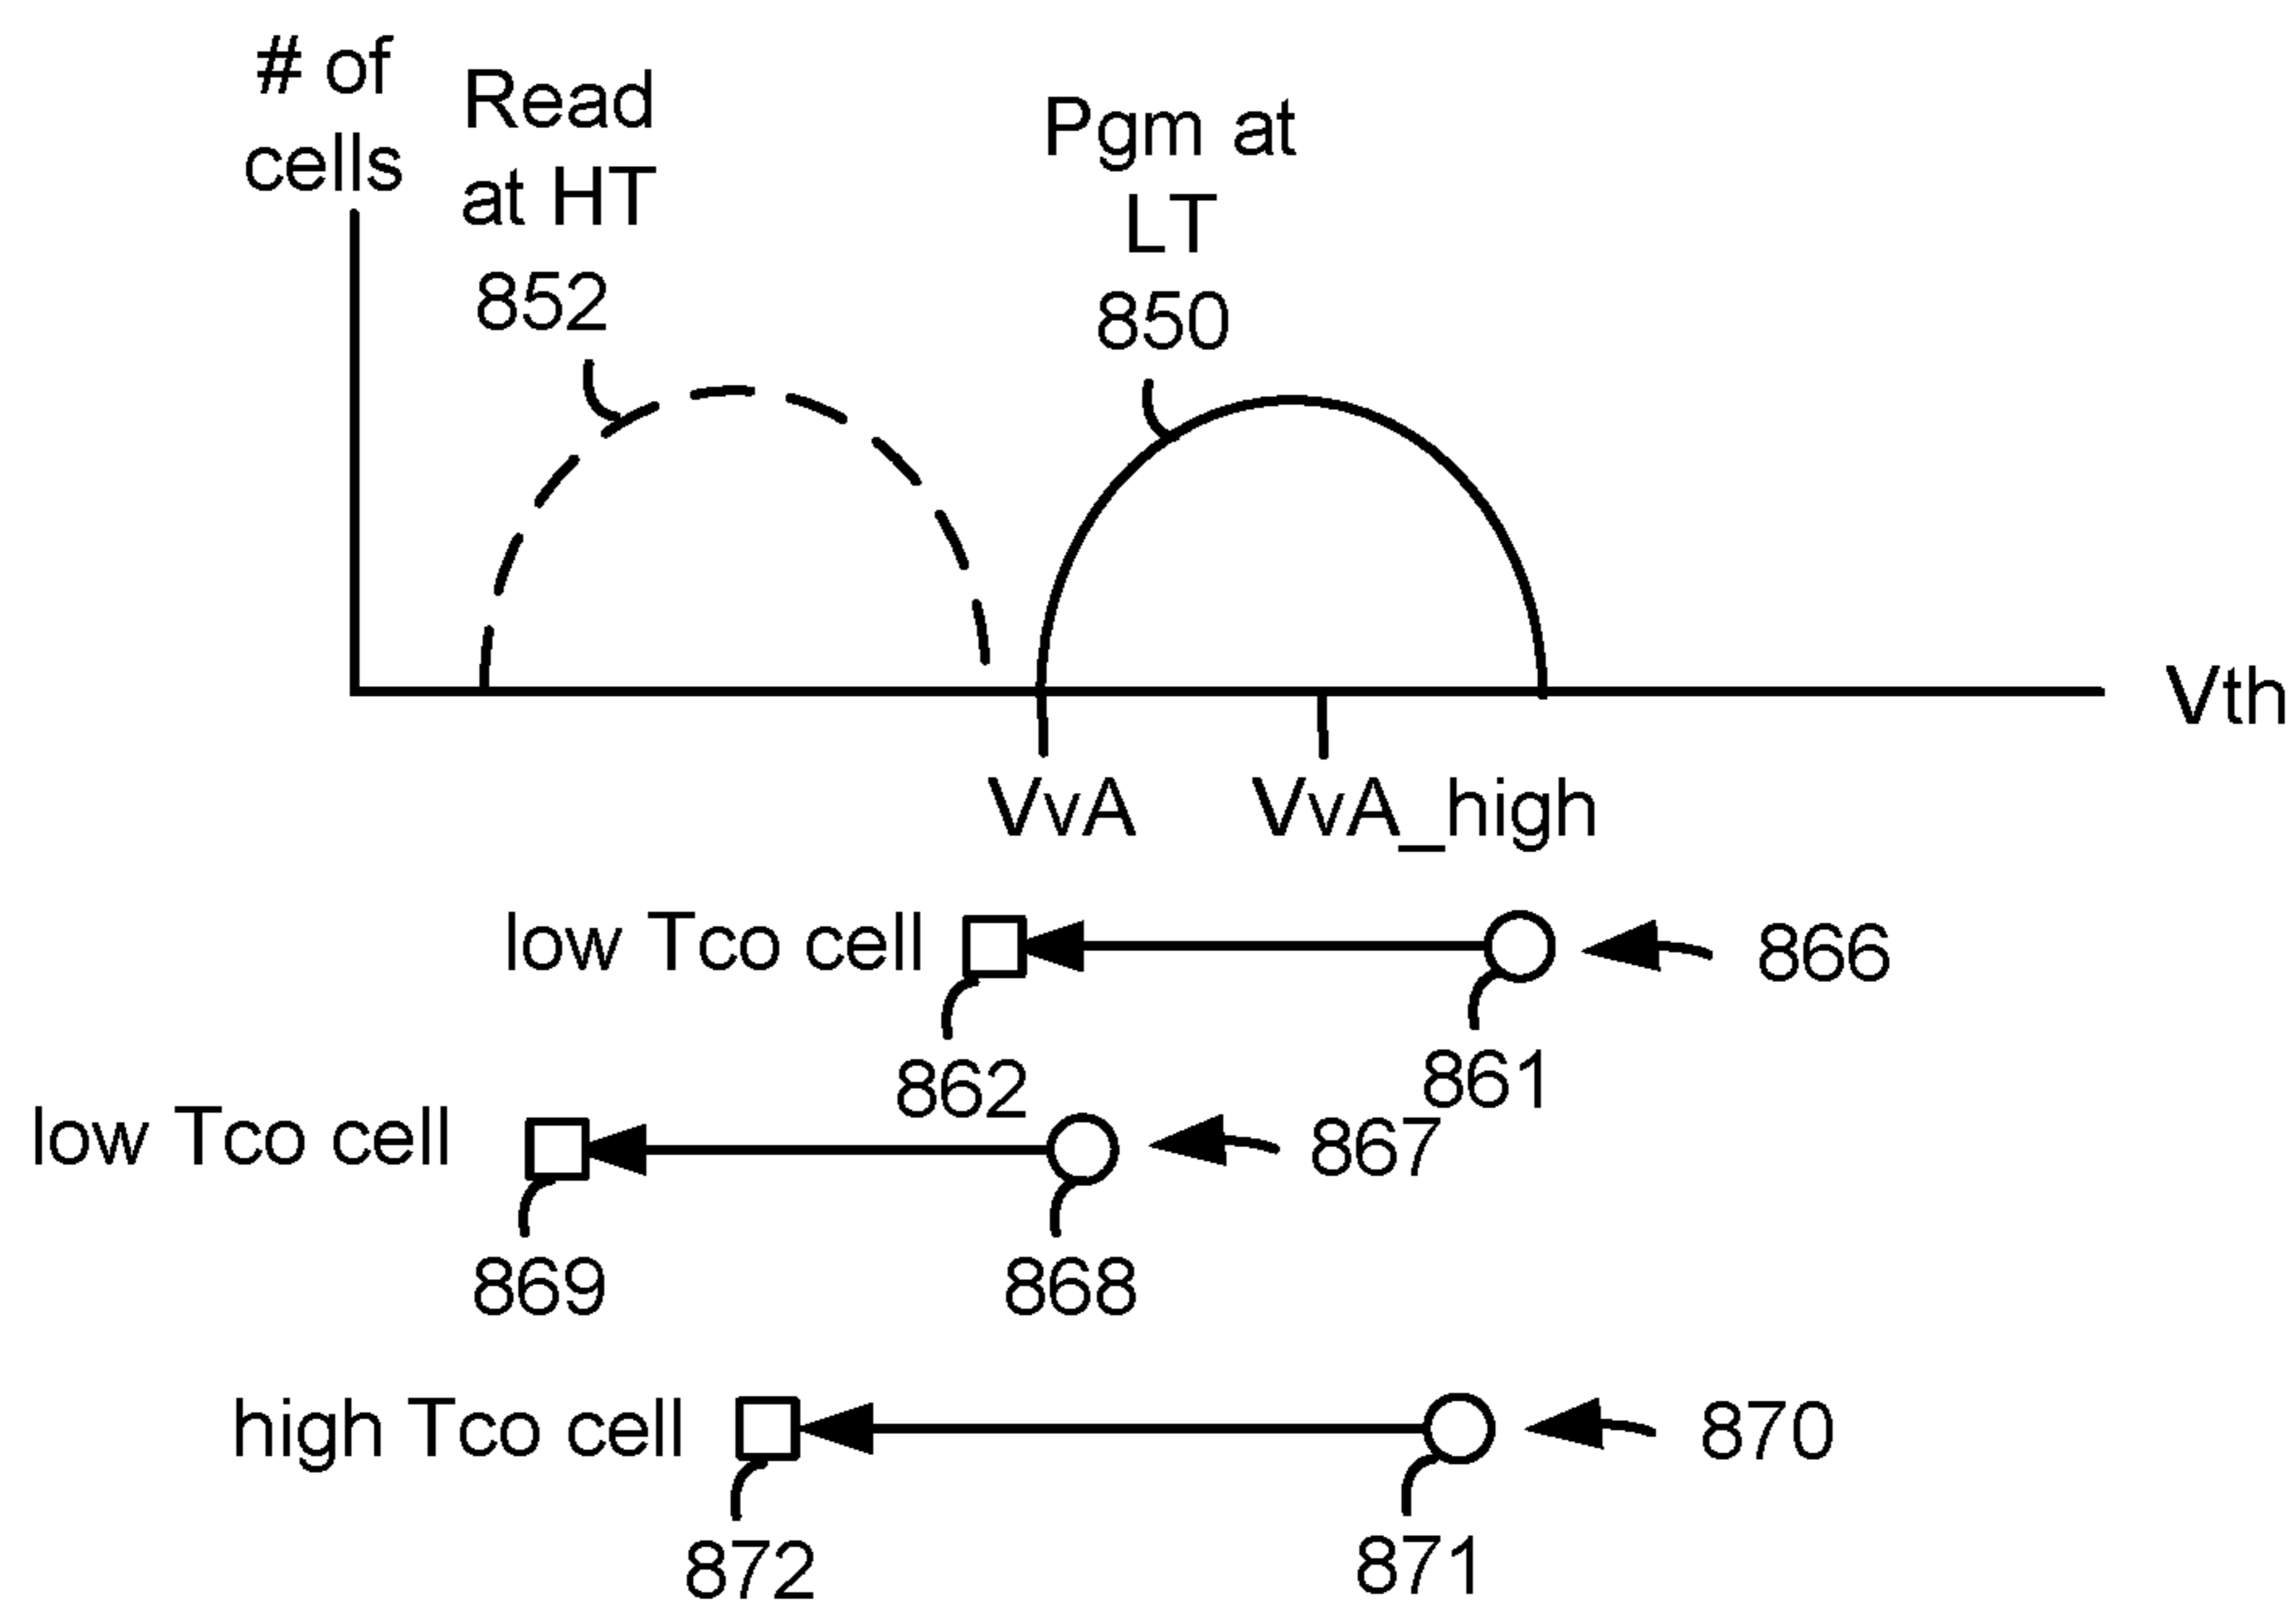 # of
cells
Read
at HT
852
Pgm at
LT
850
Vth
VvA
VvA_high
low Tco cell
866
862
861
low Tco cell
867
869
868
high Tco cell
870
872
871